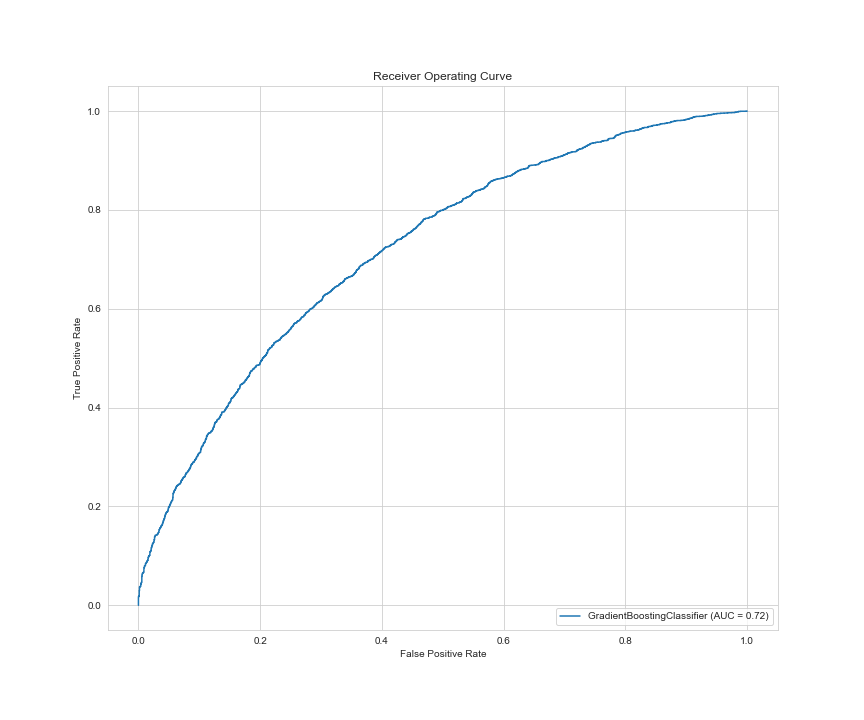 Receiver Operating Curve
1.0
0.8
0.6
0.4
0.2
0.0
True Positive Rate
GradientBoostingClassifier (AUC = 0.72)
0.0 0.2 0.4 0.6 0.8 1.0
False Positive Rate